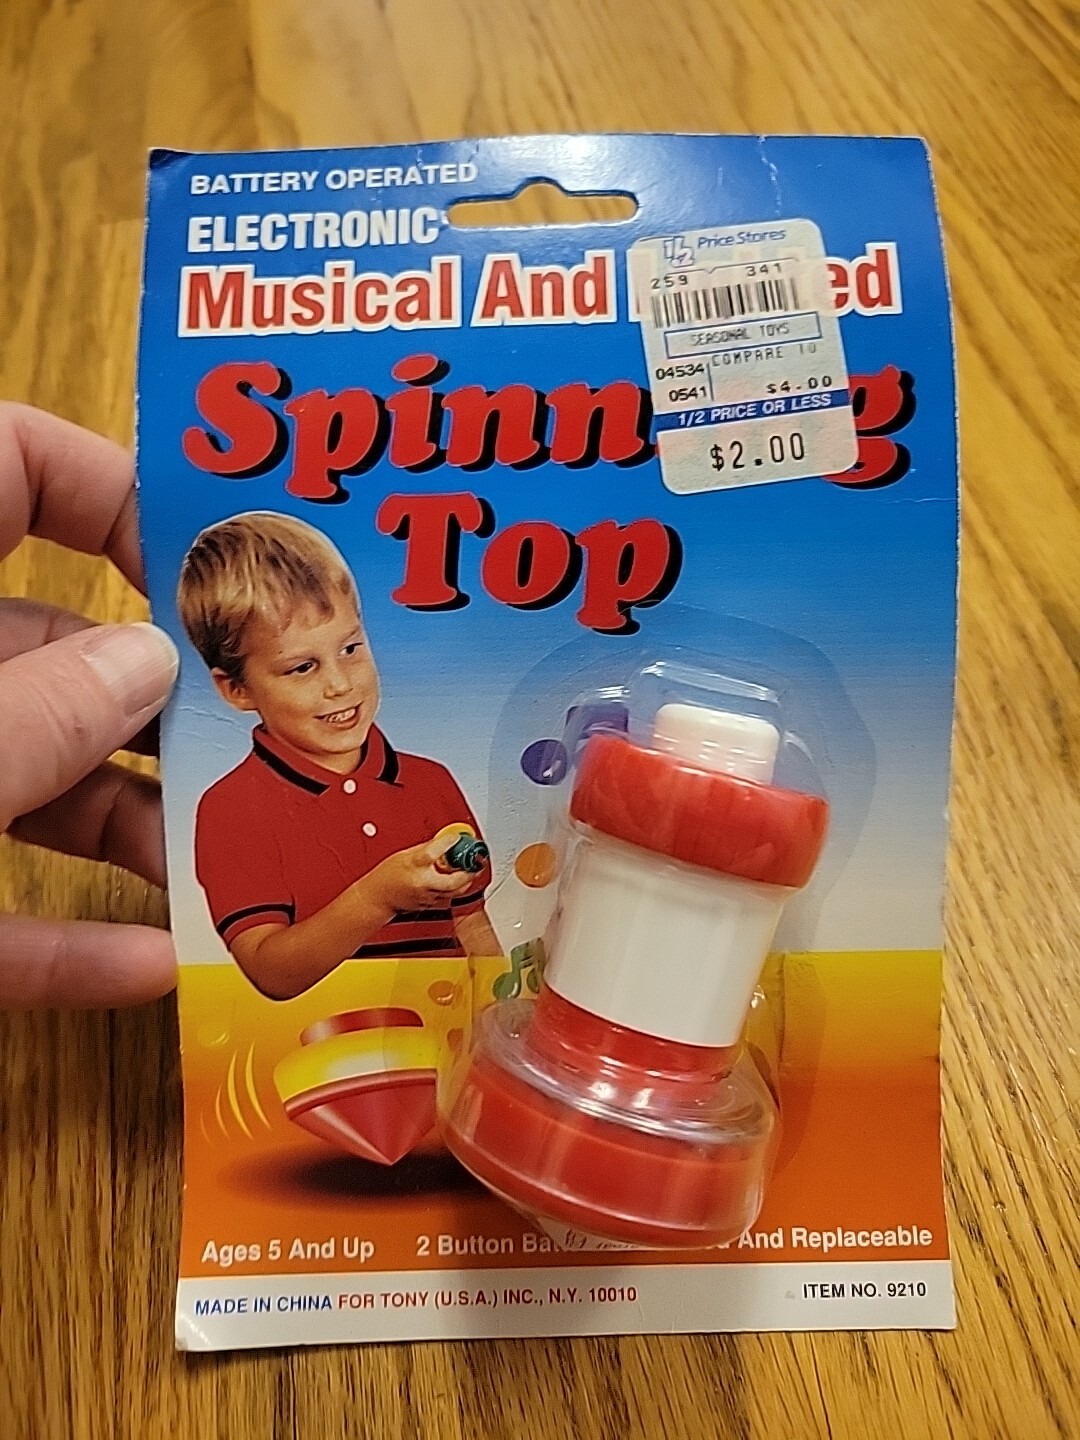 BATTERY OPERATED
ELECTRONIC
Musical And ed
Spinn g
Top
Price Stores
259 341
SEASONAL TOYS
04534 COMPARE TO
0541 $4.00
1/2 PRICE OR LESS
$2.00
Ages 5 And Up 2 Button And Replaceable
MADE IN CHINA FOR TONY (U.S.A.) INC., N.Y. 10010 ITEM NO. 9210